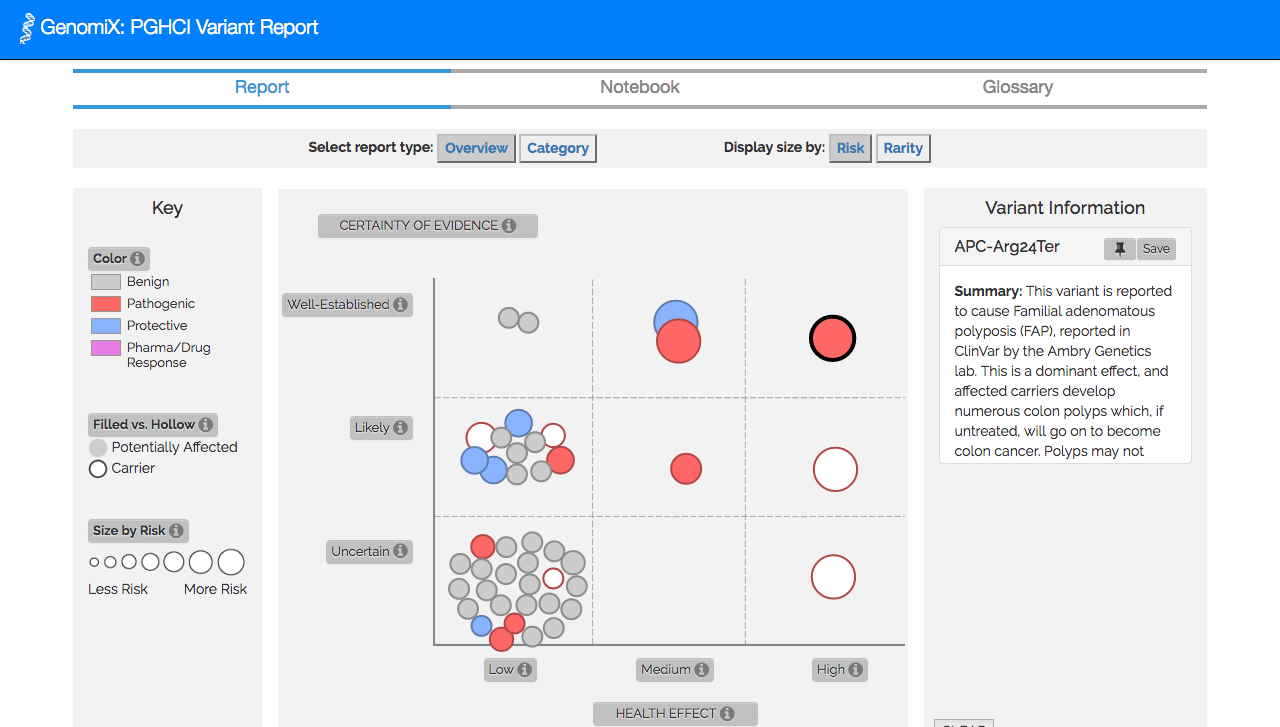 GenomiX: PGHCI Variant Report
Report
Notebook
Glossary
Select report type: Overview Category
Display size by: Risk Rarity
Key
Color
Benign
Pathogenic
Protective
Pharma/Drug
Response
Filled vs. Hollow
Potentially Affected
Carrier
Size by Risk
Less Risk
More Risk
CERTAINTY OF EVIDENCE
Well-Established
Likely
Uncertain
Low
Medium
High
HEALTH EFFECT
Variant Information
APC-Arg24Ter
Save
Summary: This variant is reported
to cause Familial adenomatous
polyposis (FAP), reported in
ClinVar by the Ambry Genetics
lab. This is a dominant effect, and
affected carriers develop
numerous colon polyps which, if
untreated, will go on to become
colon cancer. Polyps may not